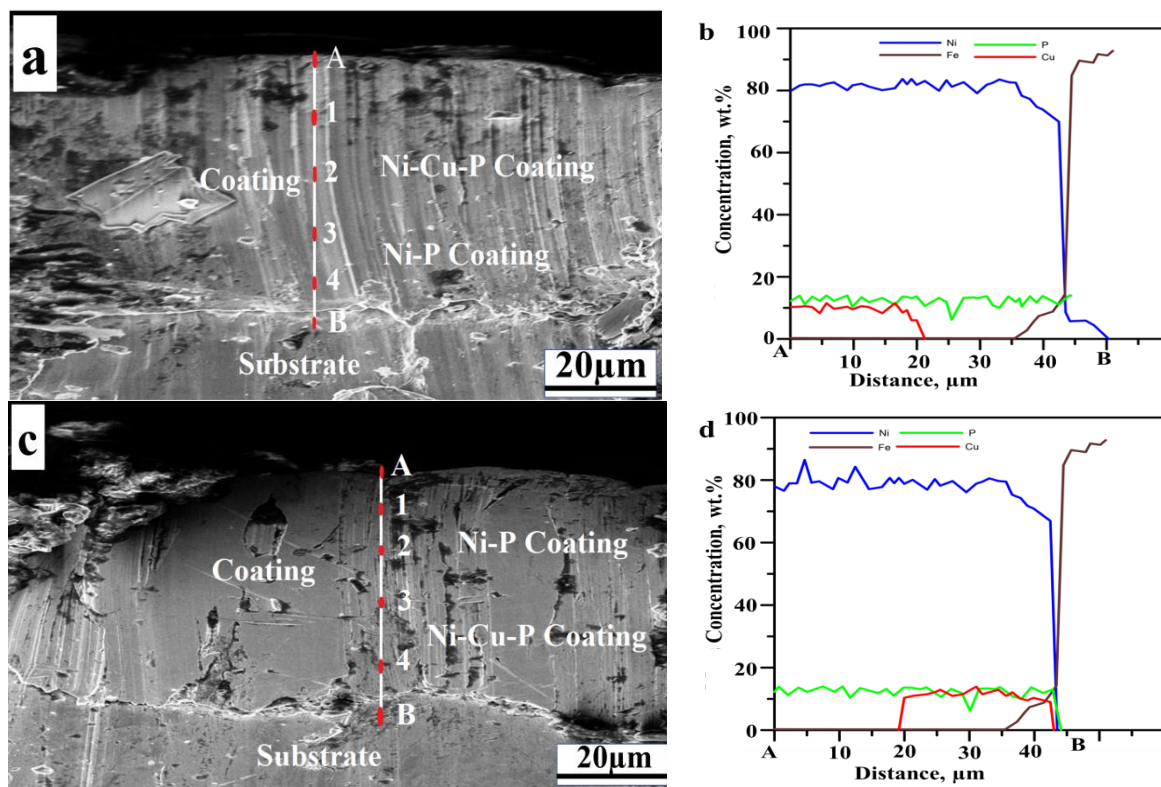 a
A
1
2
3
4
B
Coating
Ni-Cu-P Coating
Ni-P Coating
Substrate
20µm
b
Ni
P
Fe
Cu
Concentration, wt.%
100
80
60
40
20
0
A
10
20
30
40
B
Distance, µm
c
A
1
2
3
4
B
Coating
Ni-P Coating
Ni-Cu-P Coating
Substrate
20µm
d
Ni
P
Fe
Cu
Concentration, wt.%
100
80
60
40
20
0
A
10
20
30
40
B
Distance, µm